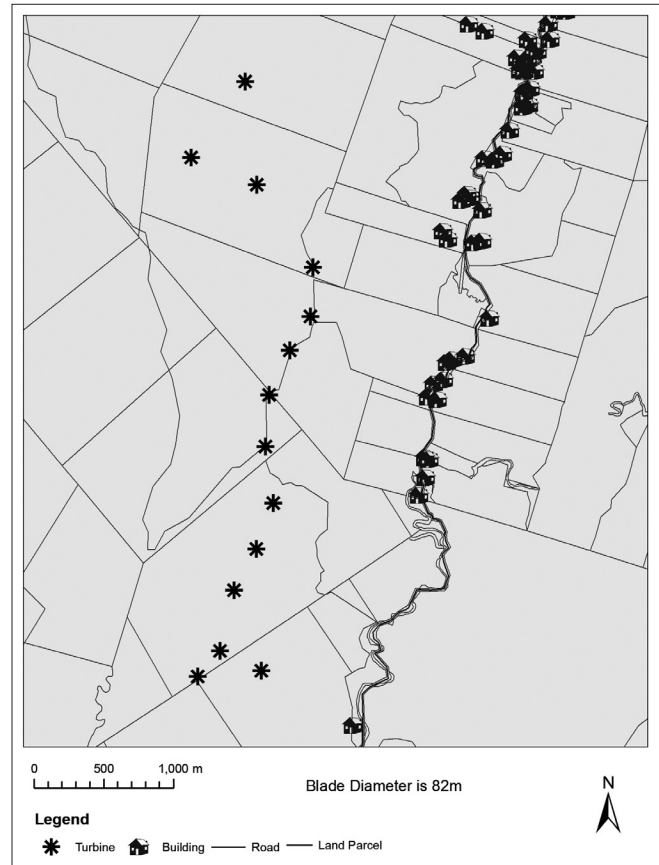 0 500 1,000 m
Blade Diameter is 82m
N
Legend
Turbine Building Road Land Parcel